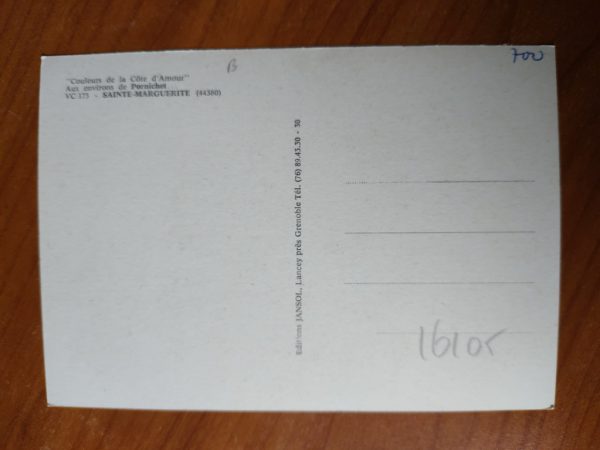 "Couleurs de la Côte d'Amour"
Aux environs de Pornichet
VC 175 - SAINTE-MARGUERITE (44380)
B
700
Editions JANSOL, Lancey près Grenoble Tél. (76) 89.45.30 - 30
16105